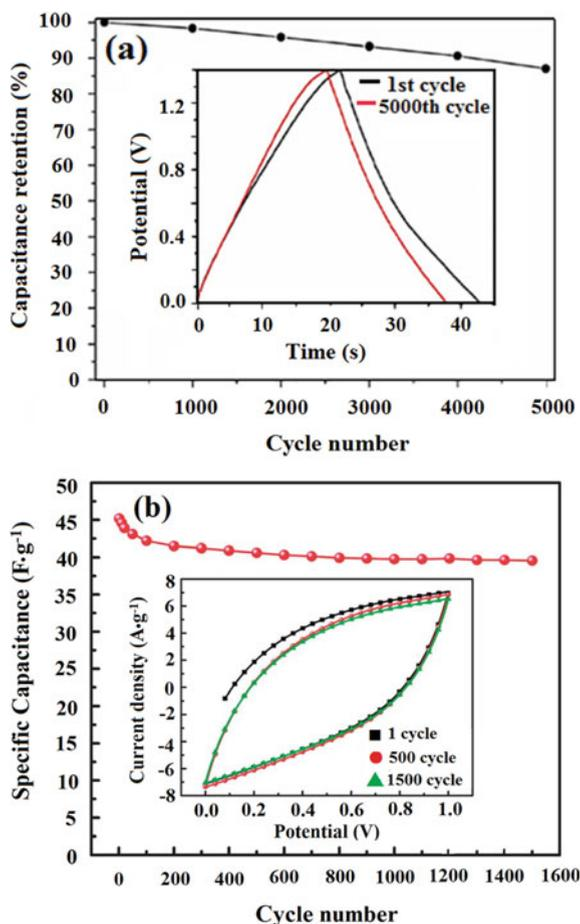 100
90
80
70
60
50
40
30
20
10
0
Capacitance retention (%)
(a)
1st cycle
5000th cycle
1.2
0.8
0.4
0.0
Potential (V)
0 10 20 30 40
Time (s)
0 1000 2000 3000 4000 5000
Cycle number
50
45
40
35
30
25
20
15
10
5
0
Specific Capacitance (F·g⁻¹)
(b)
8
6
4
2
0
-2
-4
-6
-8
Current density (A·g⁻¹)
1 cycle
500 cycle
1500 cycle
0.0 0.2 0.4 0.6 0.8 1.0
Potential (V)
0 200 400 600 800 1000 1200 1400 1600
Cycle number